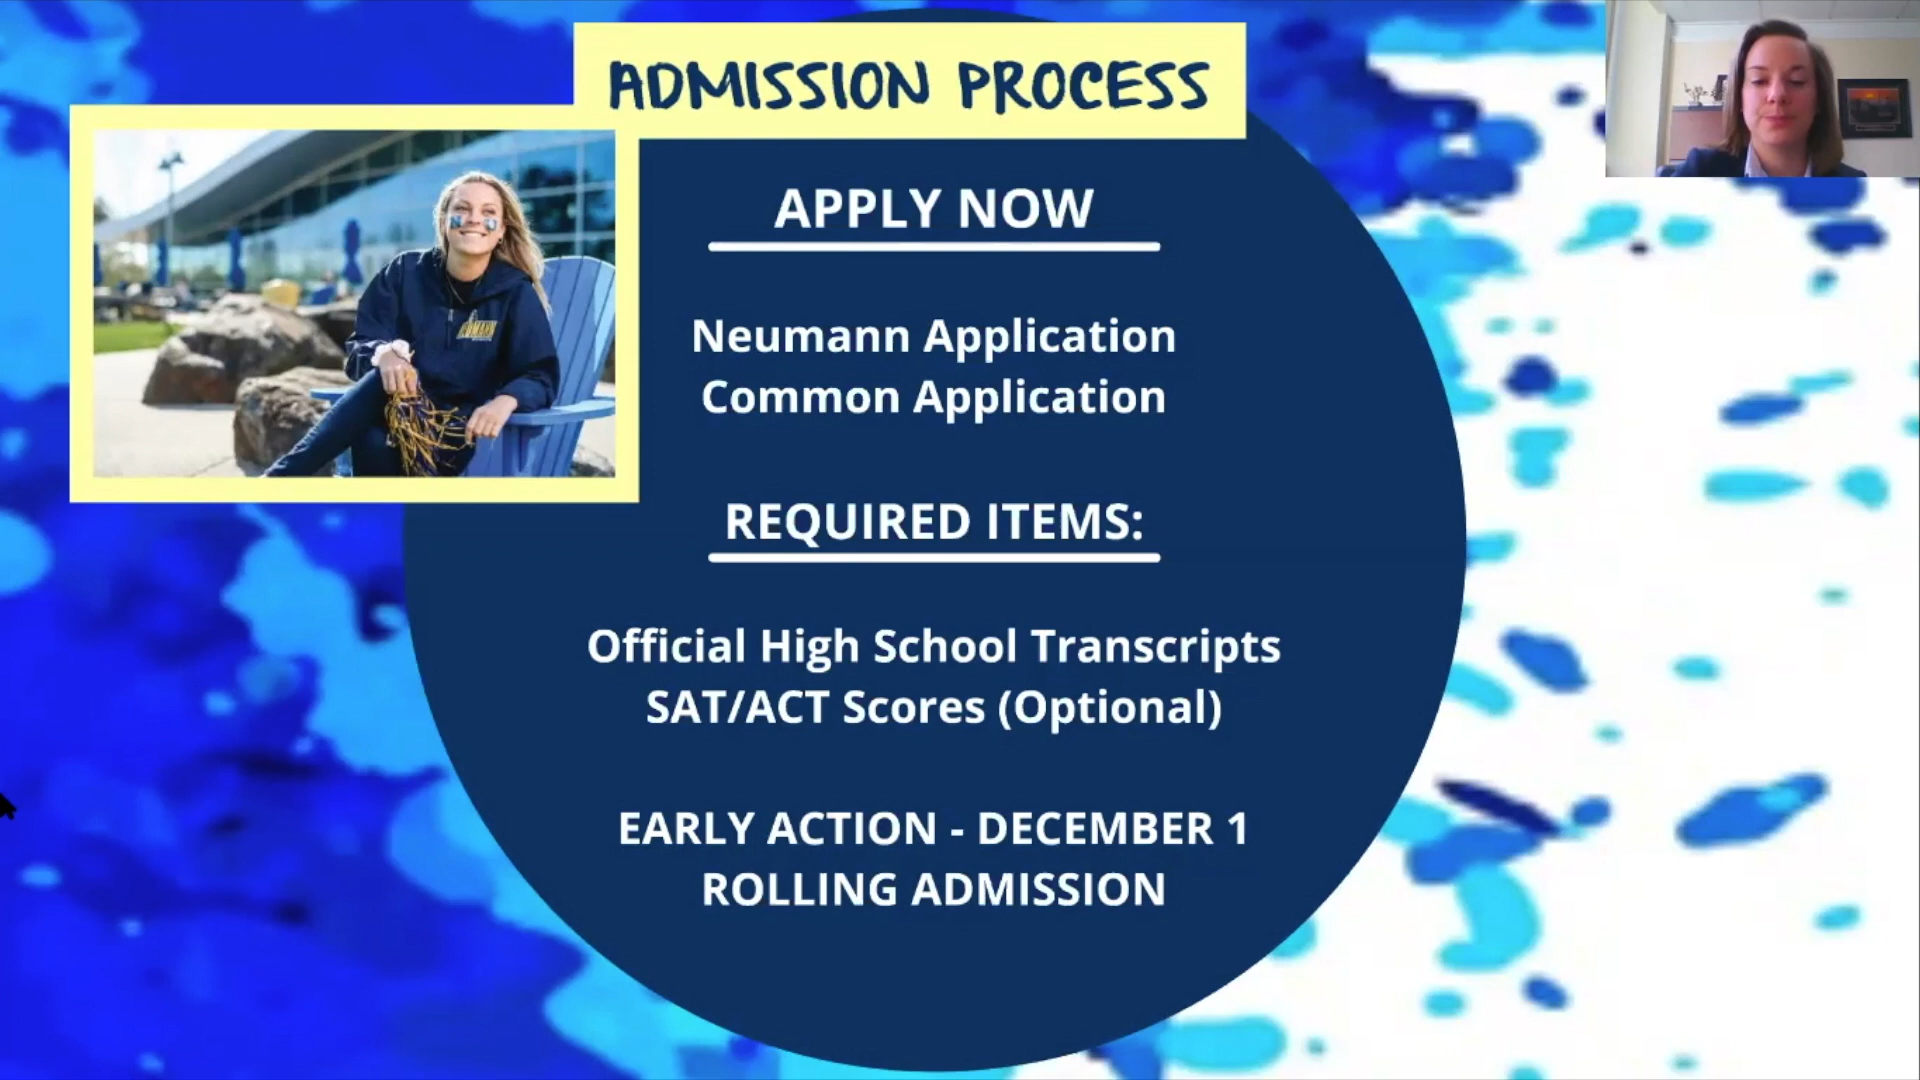 ADMISSION PROCESS
APPLY NOW
Neumann Application
Common Application
REQUIRED ITEMS:
Official High School Transcripts
SAT/ACT Scores (Optional)
EARLY ACTION - DECEMBER 1
ROLLING ADMISSION
NEUMANN